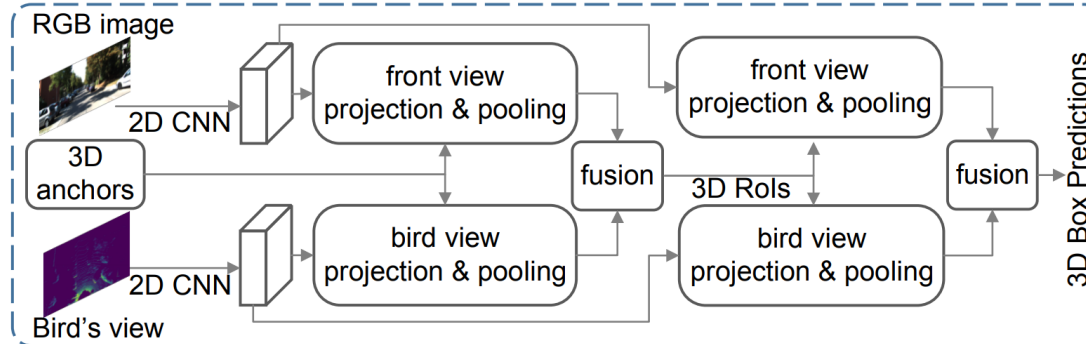 RGB image
2D CNN
3D
anchors
2D CNN
Bird's view
front view
projection & pooling
bird view
projection & pooling
fusion
3D RoIs
front view
projection & pooling
bird view
projection & pooling
fusion
3D Box Predictions